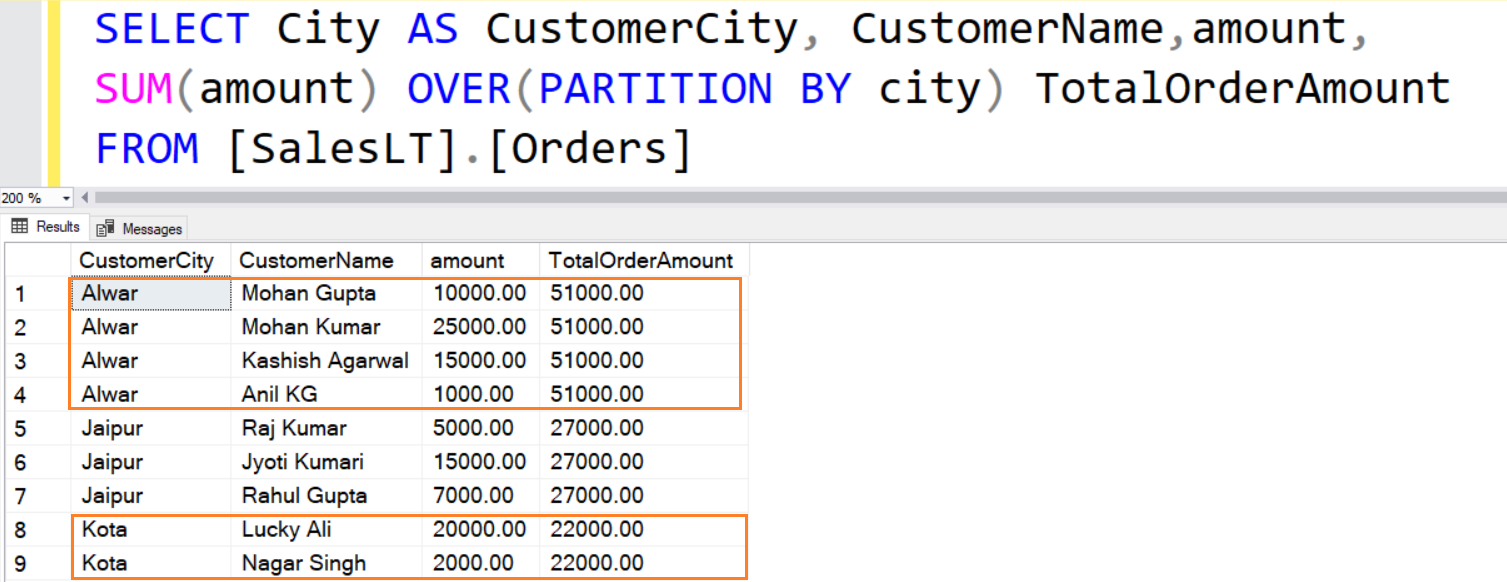 SELECT City AS CustomerCity, CustomerName,amount,
SUM(amount) OVER(PARTITION BY city) TotalOrderAmount
FROM [SalesLT].[Orders]
200 %
Results Messages
CustomerCity CustomerName amount TotalOrderAmount
1 Alwar Mohan Gupta 10000.00 51000.00
2 Alwar Mohan Kumar 25000.00 51000.00
3 Alwar Kashish Agarwal 15000.00 51000.00
4 Alwar Anil KG 1000.00 51000.00
5 Jaipur Raj Kumar 5000.00 27000.00
6 Jaipur Jyoti Kumari 15000.00 27000.00
7 Jaipur Rahul Gupta 7000.00 27000.00
8 Kota Lucky Ali 20000.00 22000.00
9 Kota Nagar Singh 2000.00 22000.00